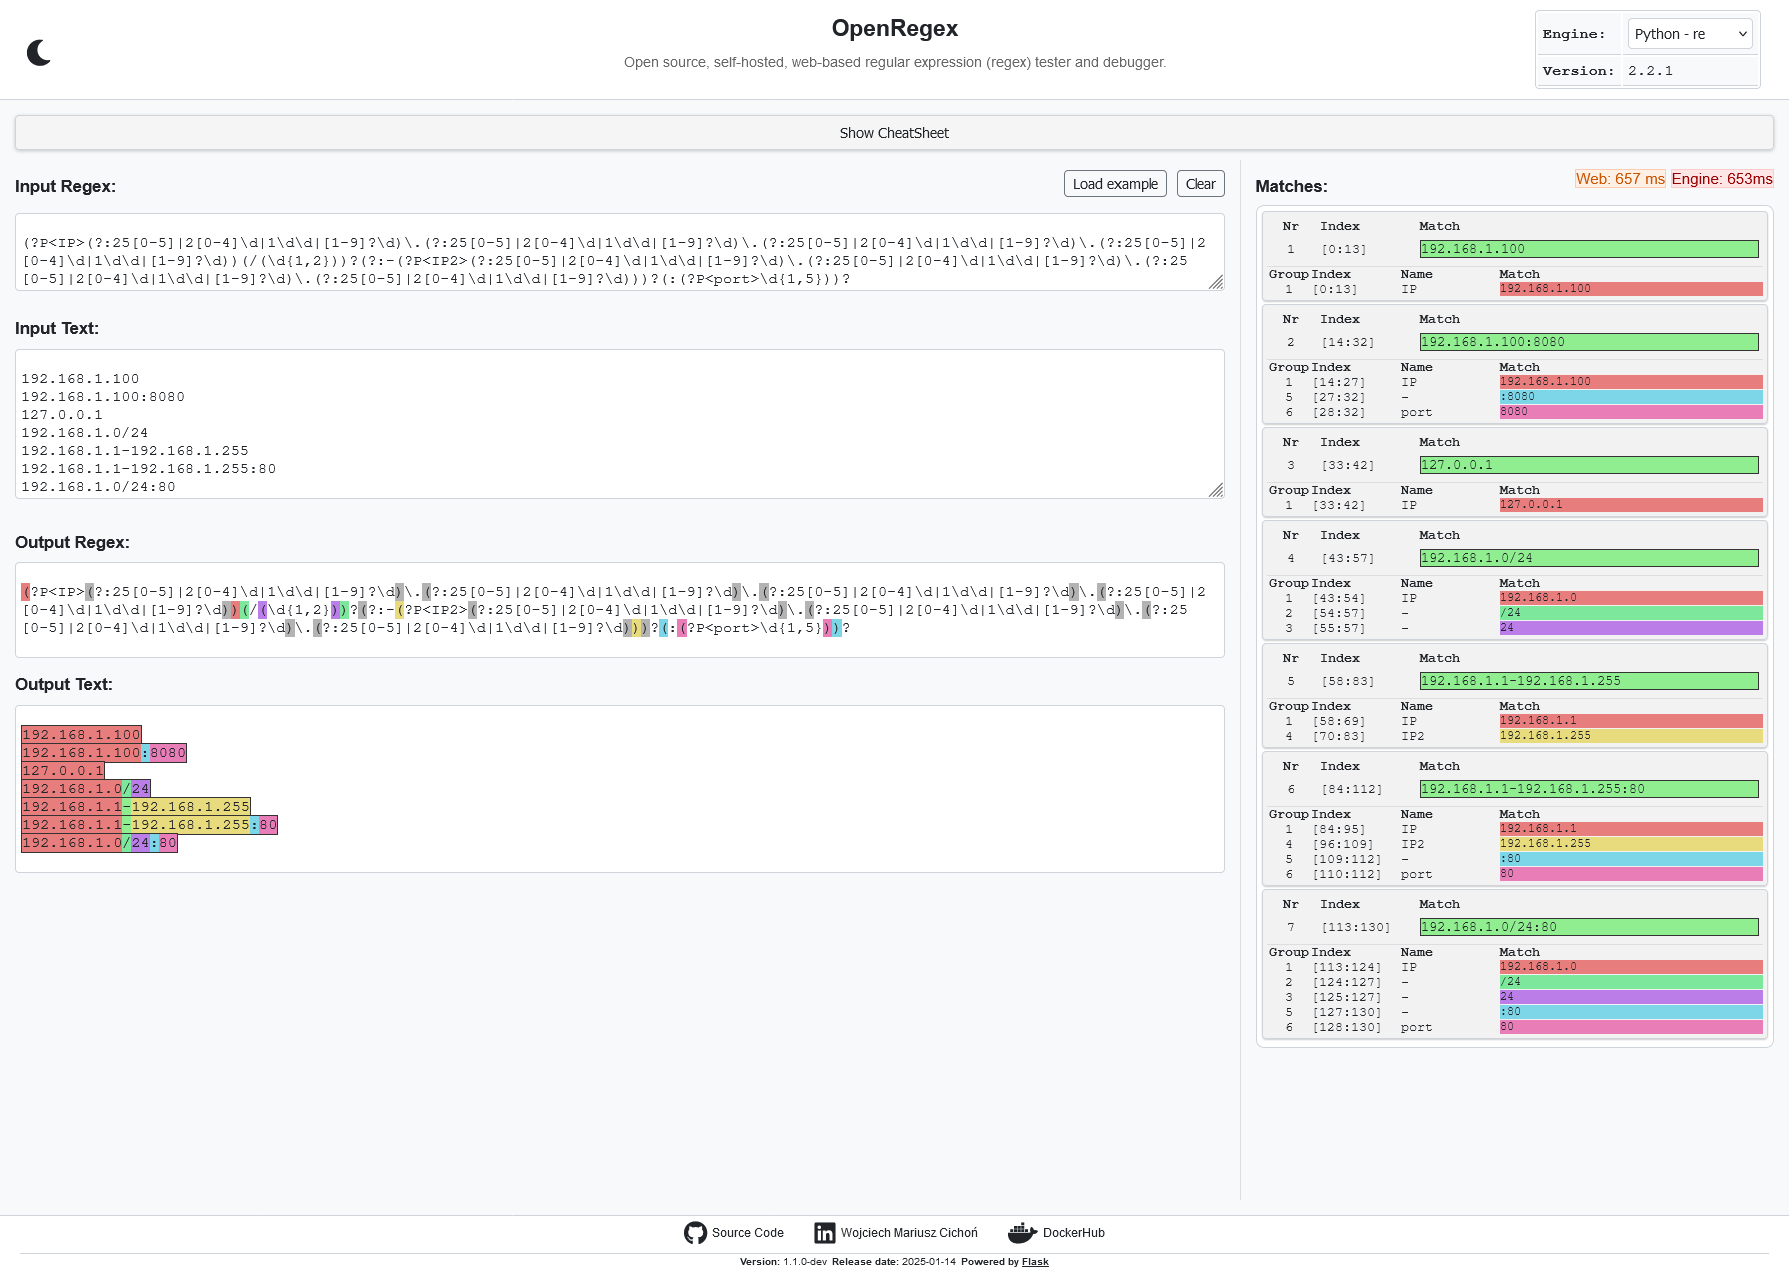 OpenRegex
Open source, self-hosted, web-based regular expression (regex) tester and debugger.
Engine: Python - re
Version: 2.2.1
Show CheatSheet
Input Regex:
Load example
Clear
(?P<IP>(?:25[0-5]|2[0-4]\d|1\d\d|[1-9]?\d)\.(?:25[0-5]|2[0-4]\d|1\d\d|[1-9]?\d)\.(?:25[0-5]|2[0-4]\d|1\d\d|[1-9]?\d)\.(?:25[0-5]|2
[0-4]\d|1\d\d|[1-9]?\d))(/(\d{1,2}))?(?:-(?P<IP2>(?:25[0-5]|2[0-4]\d|1\d\d|[1-9]?\d)\.(?:25[0-5]|2[0-4]\d|1\d\d|[1-9]?\d)\.(?:25
[0-5]|2[0-4]\d|1\d\d|[1-9]?\d)\.(?:25[0-5]|2[0-4]\d|1\d\d|[1-9]?\d)))?(:(?P<port>\d{1,5}))?
Input Text:
192.168.1.100
192.168.1.100:8080
127.0.0.1
192.168.1.0/24
192.168.1.1-192.168.1.255
192.168.1.1-192.168.1.255:80
192.168.1.0/24:80
Output Regex:
(?P<IP>(?:25[0-5]|2[0-4]\d|1\d\d|[1-9]?\d)\.(?:25[0-5]|2[0-4]\d|1\d\d|[1-9]?\d)\.(?:25[0-5]|2[0-4]\d|1\d\d|[1-9]?\d)\.(?:25[0-5]|2
[0-4]\d|1\d\d|[1-9]?\d))(/(\d{1,2}))?(?:-(?P<IP2>(?:25[0-5]|2[0-4]\d|1\d\d|[1-9]?\d)\.(?:25[0-5]|2[0-4]\d|1\d\d|[1-9]?\d)\.(?:25
[0-5]|2[0-4]\d|1\d\d|[1-9]?\d)\.(?:25[0-5]|2[0-4]\d|1\d\d|[1-9]?\d)))?(:(?P<port>\d{1,5}))?
Output Text:
192.168.1.100
192.168.1.100:8080
127.0.0.1
192.168.1.0/24
192.168.1.1-192.168.1.255
192.168.1.1-192.168.1.255:80
192.168.1.0/24:80
Matches:
Web: 657 ms Engine: 653ms
Nr Index Match
1 [0:13] 192.168.1.100
Group Index Name Match
1 [0:13] IP 192.168.1.100
Nr Index Match
2 [14:32] 192.168.1.100:8080
Group Index Name Match
1 [14:27] IP 192.168.1.100
5 [27:32] - :8080
6 [28:32] port 8080
Nr Index Match
3 [33:42] 127.0.0.1
Group Index Name Match
1 [33:42] IP 127.0.0.1
Nr Index Match
4 [43:57] 192.168.1.0/24
Group Index Name Match
1 [43:54] IP 192.168.1.0
2 [54:57] - /24
3 [55:57] - 24
Nr Index Match
5 [58:83] 192.168.1.1-192.168.1.255
Group Index Name Match
1 [58:69] IP 192.168.1.1
4 [70:83] IP2 192.168.1.255
Nr Index Match
6 [84:112] 192.168.1.1-192.168.1.255:80
Group Index Name Match
1 [84:95] IP 192.168.1.1
4 [96:109] IP2 192.168.1.255
5 [109:112] - :80
6 [110:112] port 80
Nr Index Match
7 [113:130] 192.168.1.0/24:80
Group Index Name Match
1 [113:124] IP 192.168.1.0
2 [124:127] - /24
3 [125:127] - 24
5 [127:130] - :80
6 [128:130] port 80
Source Code
in Wojciech Mariusz Cichoń
DockerHub
Version: 1.1.0-dev Release date: 2025-01-14 Powered by Flask